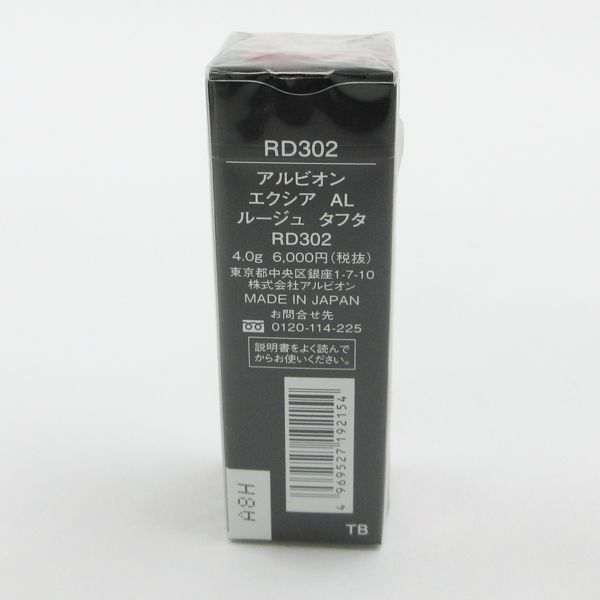 RD302
アルビオン
エクシア AL
ルージュ タフタ
RD302
4.0g 6,000円(税抜)
東京都中央区銀座1-7-10
株式会社アルビオン
MADE IN JAPAN
お問合せ先
0120-114-225
説明書をよく読んで
からお使いください。
4 969527 192154
A8H
TB